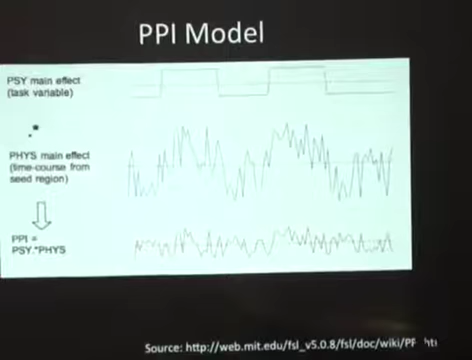 PPI Model
PSY main effect
(task variable)
.*
PHYS main effect
(time-course from
seed region)
PPI =
PSY.*PHYS
Source: http://web.mit.edu/fsl_v5.0.8/fsl/doc/wiki/PP